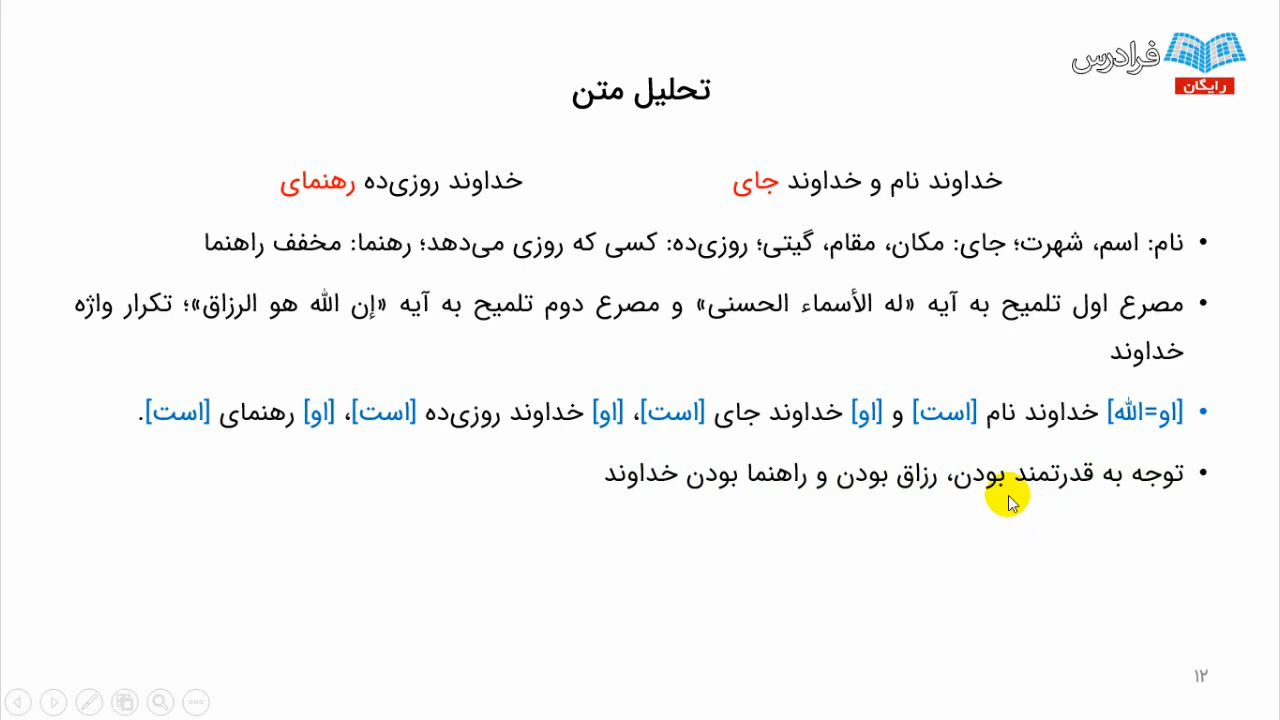 فرادرس
رایگان
تحلیل متن
خداوند نام و خداوند جای خداوند روزی‌ده رهنمای
• نام: اسم، شهرت؛ جای: مکان، مقام، گیتی؛ روزی‌ده: کسی که روزی می‌دهد؛ رهنما: مخفف راهنما
• مصرع اول تلمیح به آیه «له الأسماء الحسنی» و مصرع دوم تلمیح به آیه «إن الله هو الرزاق»؛ تکرار واژه
خداوند
• [او=الله] خداوند نام [است] و [او] خداوند جای [است]، [او] خداوند روزی‌ده [است]، [او] رهنمای [است].
• توجه به قدرتمند بودن، رزاق بودن و راهنما بودن خداوند
۱۲